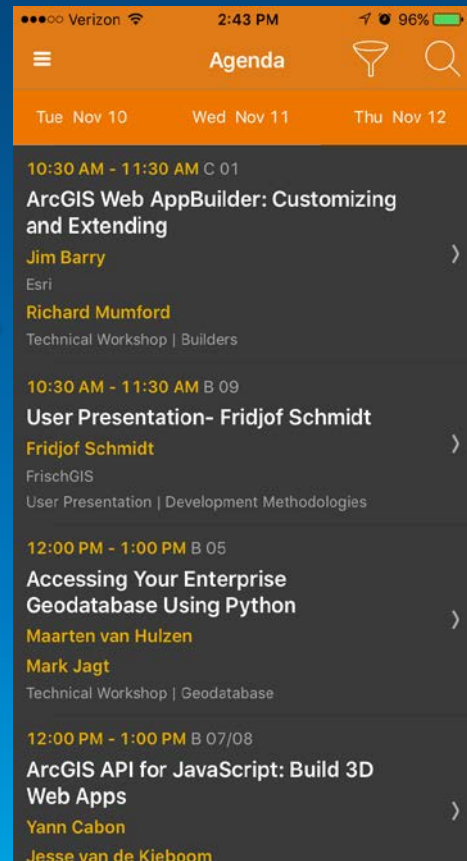 Verizon 2:43 PM 96%
Agenda
Tue Nov 10 Wed Nov 11 Thu Nov 12
10:30 AM - 11:30 AM C 01
ArcGIS Web AppBuilder: Customizing
and Extending
Jim Barry
Esri
Richard Mumford
Technical Workshop | Builders
10:30 AM - 11:30 AM B 09
User Presentation- Fridjof Schmidt
Fridjof Schmidt
FrischGIS
User Presentation | Development Methodologies
12:00 PM - 1:00 PM B 05
Accessing Your Enterprise
Geodatabase Using Python
Maarten van Hulzen
Mark Jagt
Technical Workshop | Geodatabase
12:00 PM - 1:00 PM B 07/08
ArcGIS API for JavaScript: Build 3D
Web Apps
Yann Cabon
Jesse van de Kieboom